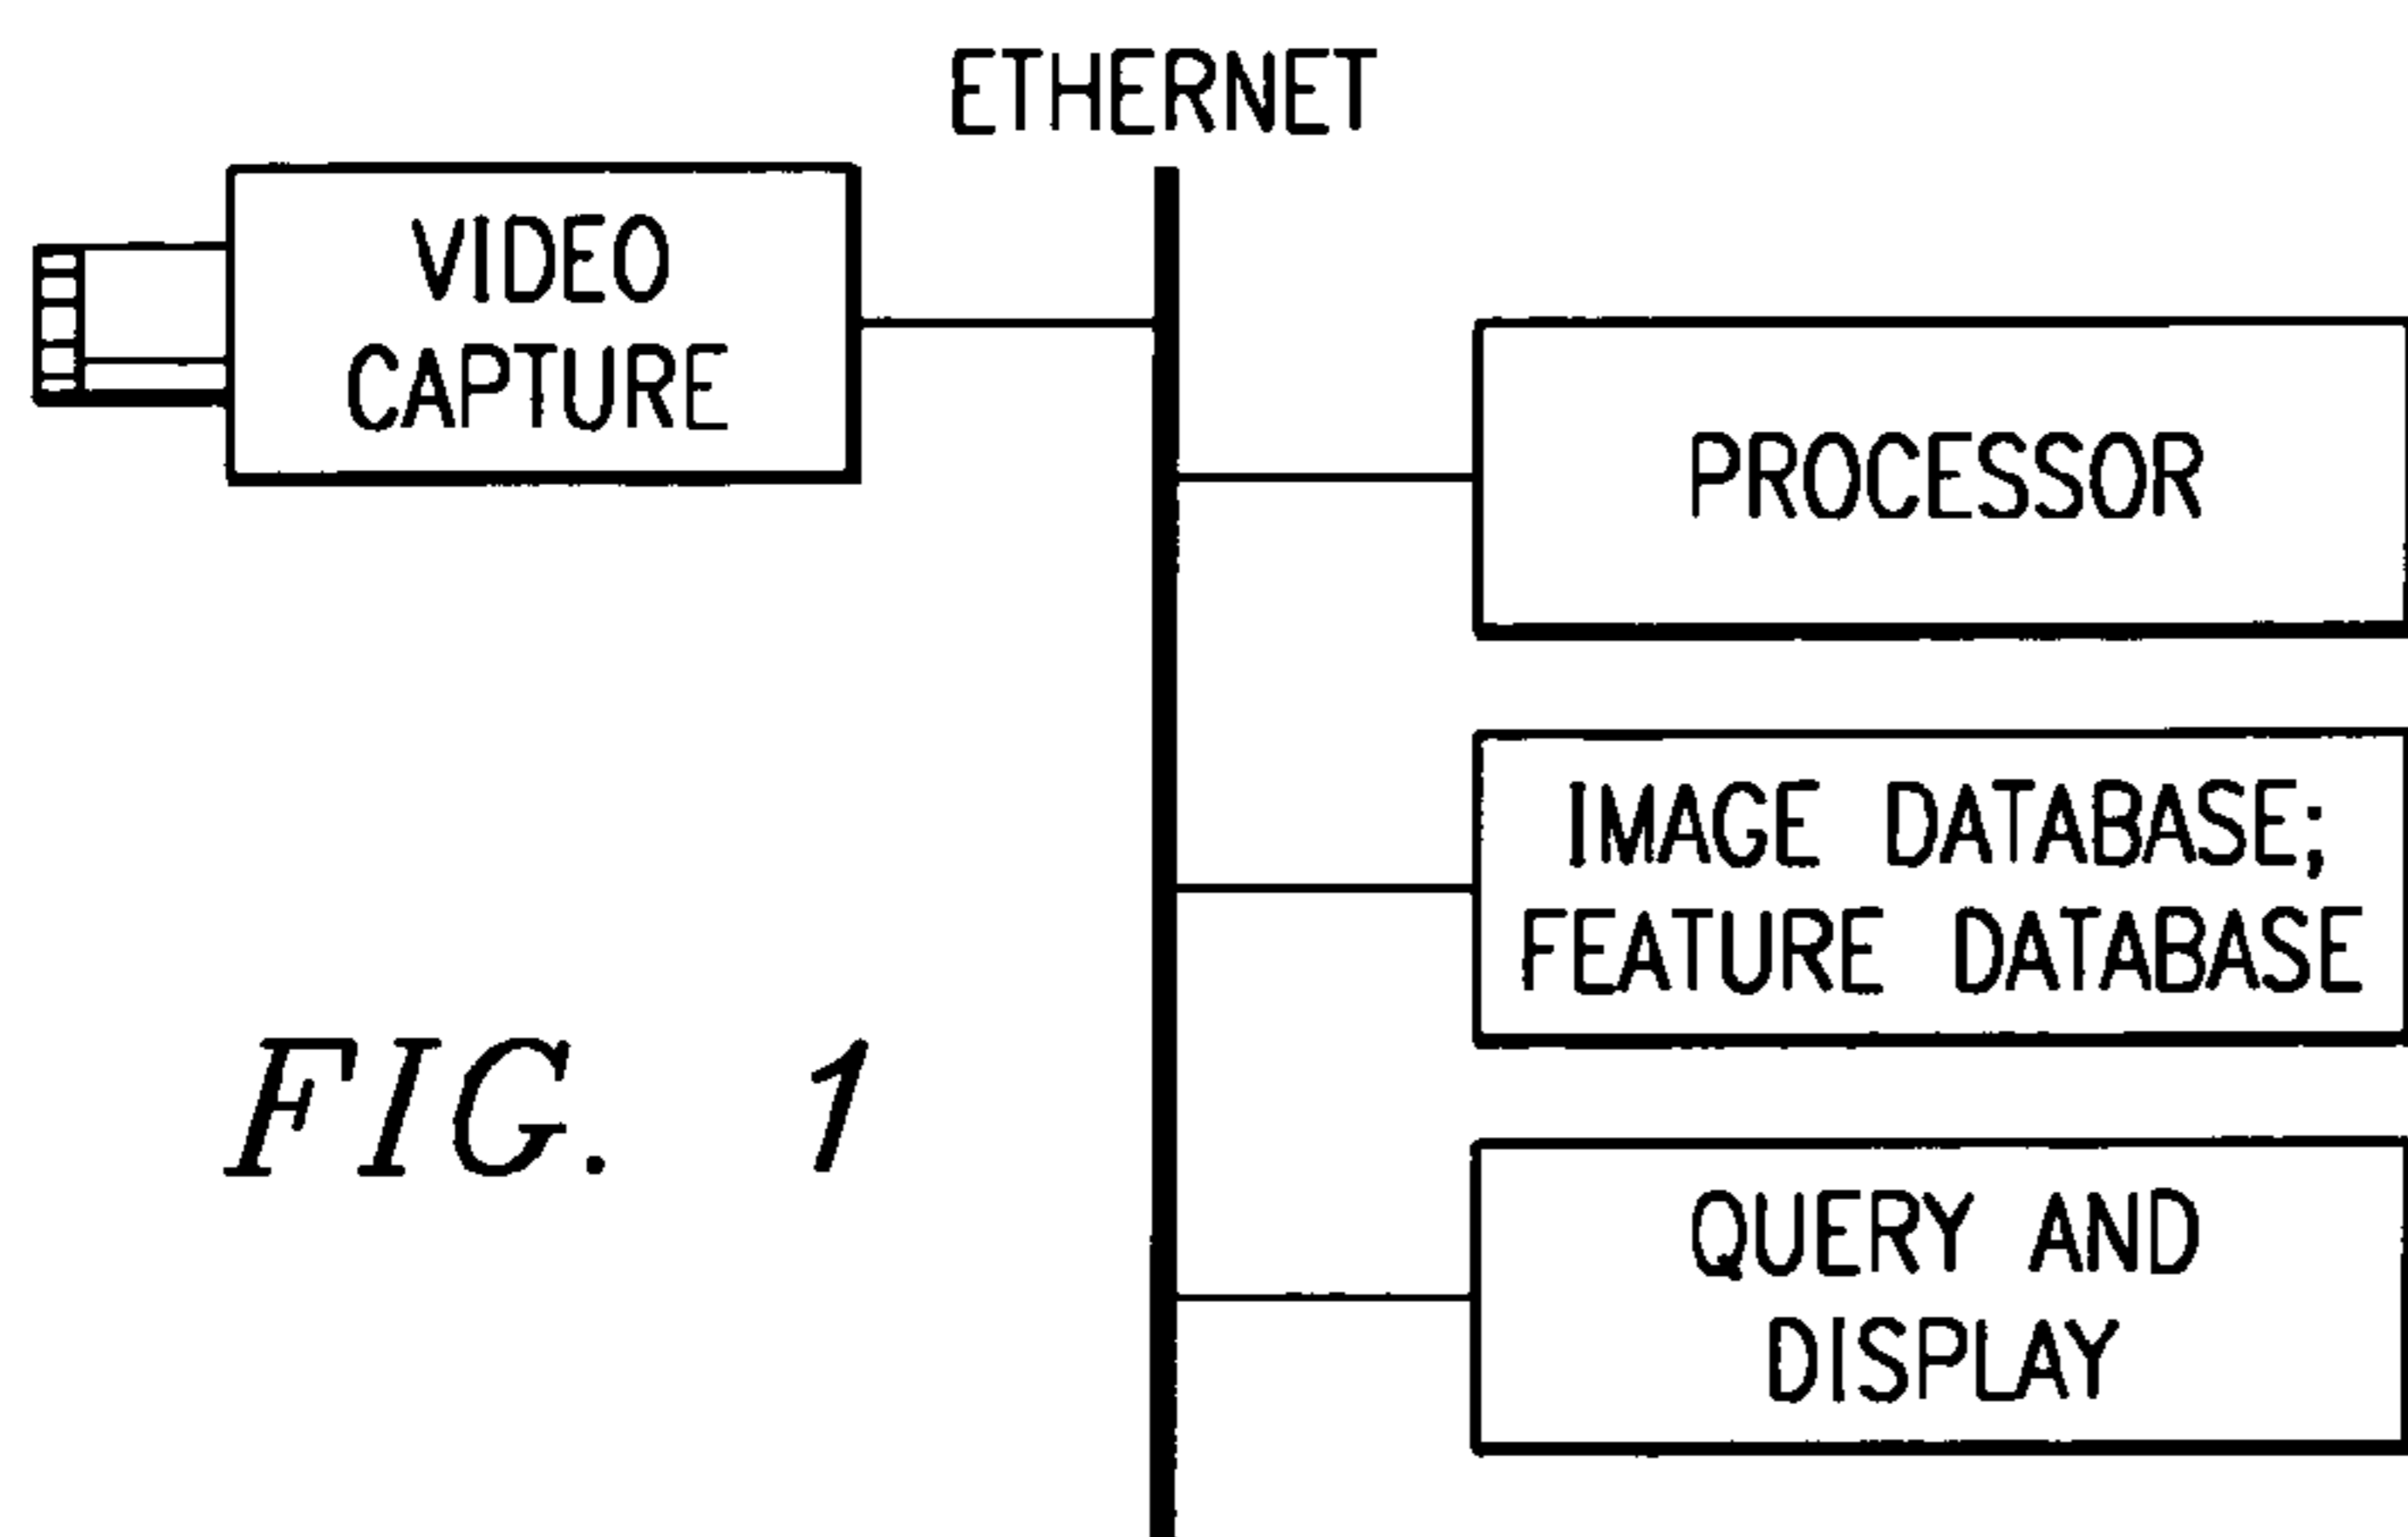 ETHERNET
VIDEO
CAPTURE
PROCESSOR
IMAGE DATABASE;
FEATURE DATABASE
QUERY AND
DISPLAY
FIG. 1